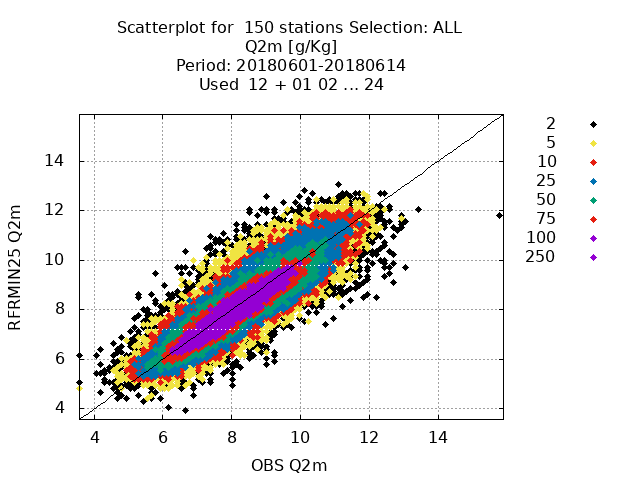 Scatterplot for  150 stations Selection: ALL
Q2m [g/Kg]
Period: 20180601-20180614
Used  12 + 01 02 ... 24
2
5
10
25
50
75
100
250
14
12
10
8
6
4
RFRMIN25 Q2m
4 6 8 10 12 14
OBS Q2m